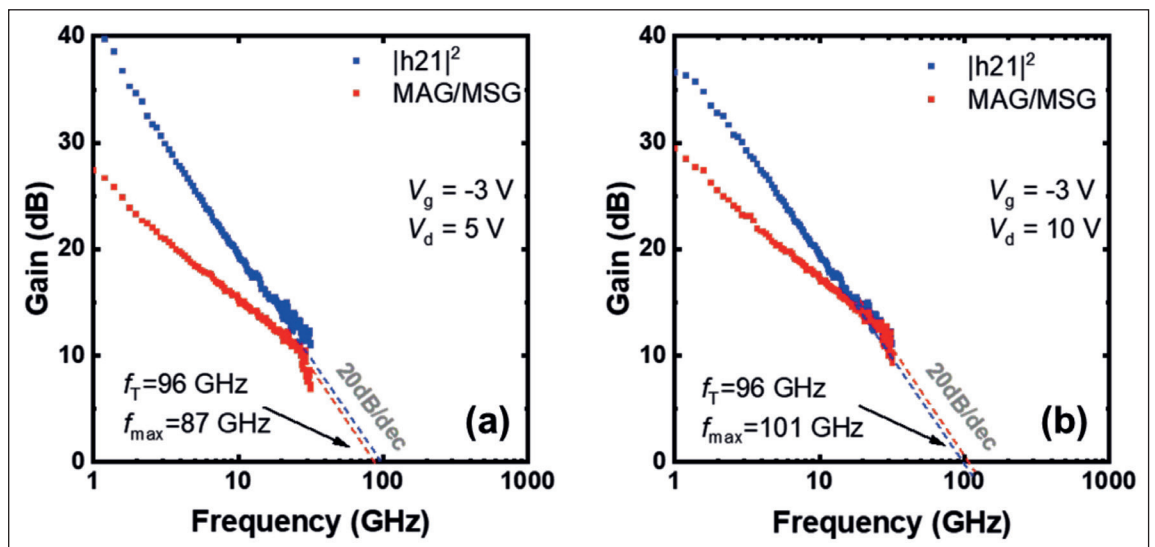 40
30
20
10
0
Gain (dB)
|h21|²
MAG/MSG
V_g = -3 V
V_d = 5 V
20dB/dec
f_T=96 GHz
f_max=87 GHz
(a)
1
10
100
1000
Frequency (GHz)
40
30
20
10
0
Gain (dB)
|h21|²
MAG/MSG
V_g = -3 V
V_d = 10 V
20dB/dec
f_T=96 GHz
f_max=101 GHz
(b)
1
10
100
1000
Frequency (GHz)